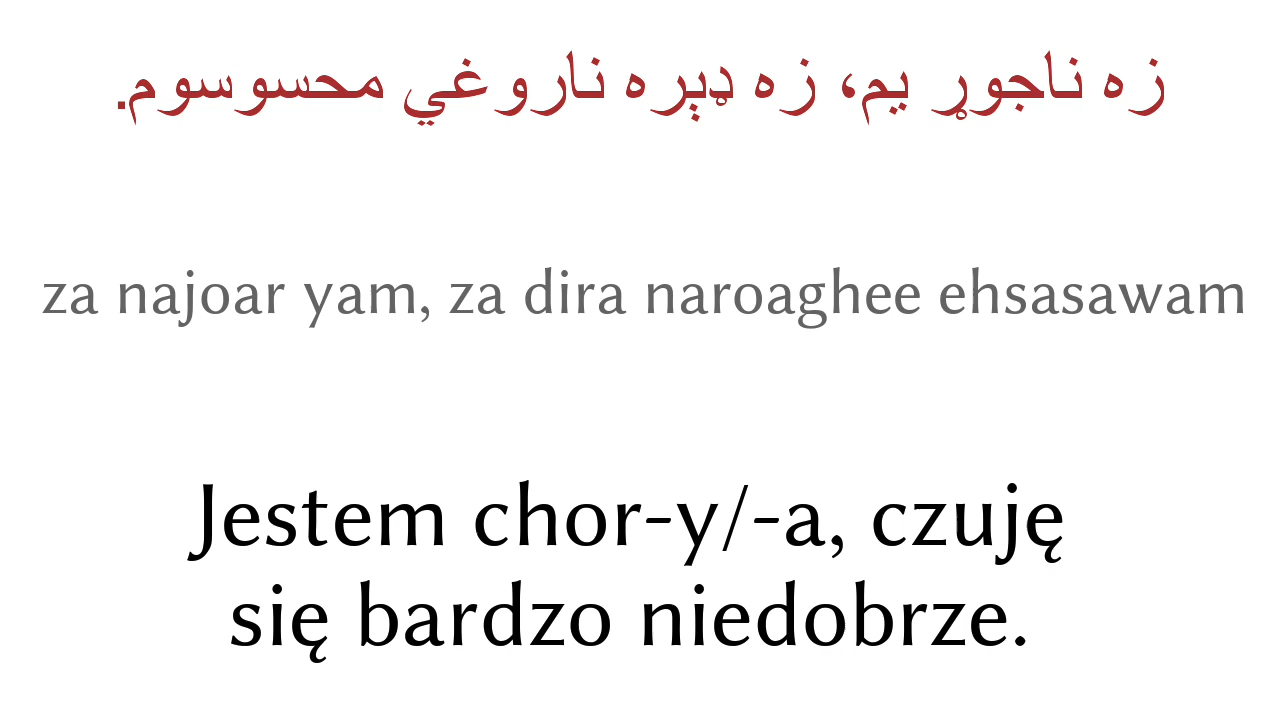 زه ناجوړ یم، زه ډېره ناروغي محسوسوم.
za najoar yam, za dira naroaghee ehsasawam
Jestem chor-y/-a, czuję
się bardzo niedobrze.